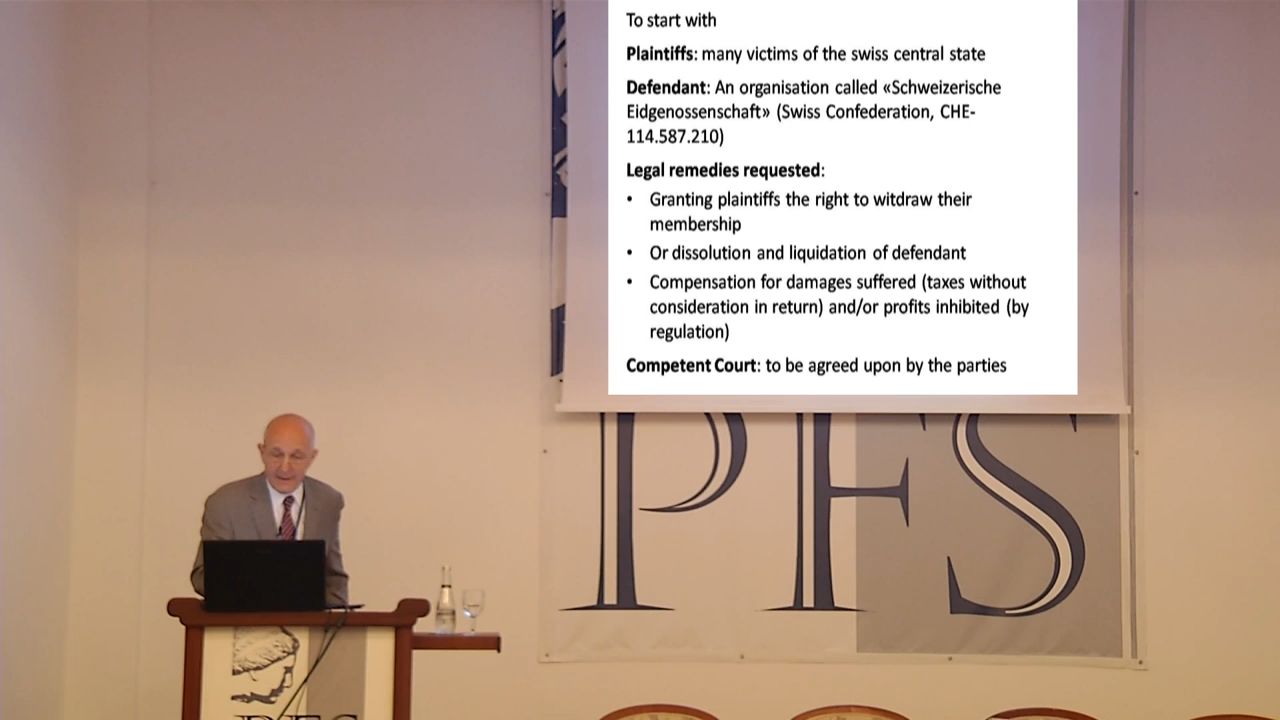 To start with
Plaintiffs: many victims of the swiss central state
Defendant: An organisation called «Schweizerische
Eidgenossenschaft» (Swiss Confederation, CHE-
114.587.210)
Legal remedies requested:
• Granting plaintiffs the right to witdraw their
membership
• Or dissolution and liquidation of defendant
• Compensation for damages suffered (taxes without
consideration in return) and/or profits inhibited (by
regulation)
Competent Court: to be agreed upon by the parties
PFS
PFS